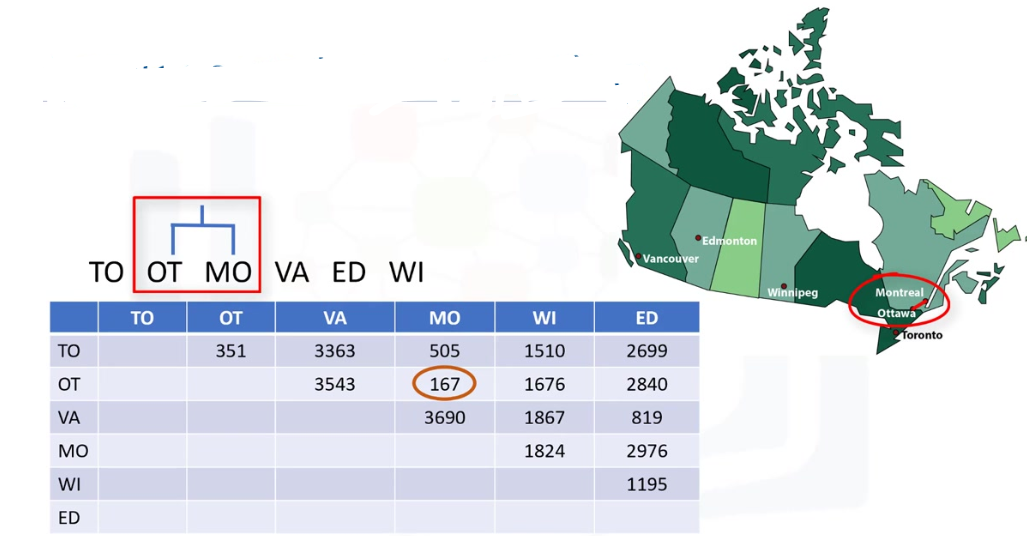 Edmonton
Vancouver
Winnipeg
Montreal
Ottawa
Toronto
TO OT MO VA ED WI
TO OT VA MO WI ED
TO 351 3363 505 1510 2699
OT 3543 167 1676 2840
VA 3690 1867 819
MO 1824 2976
WI 1195
ED